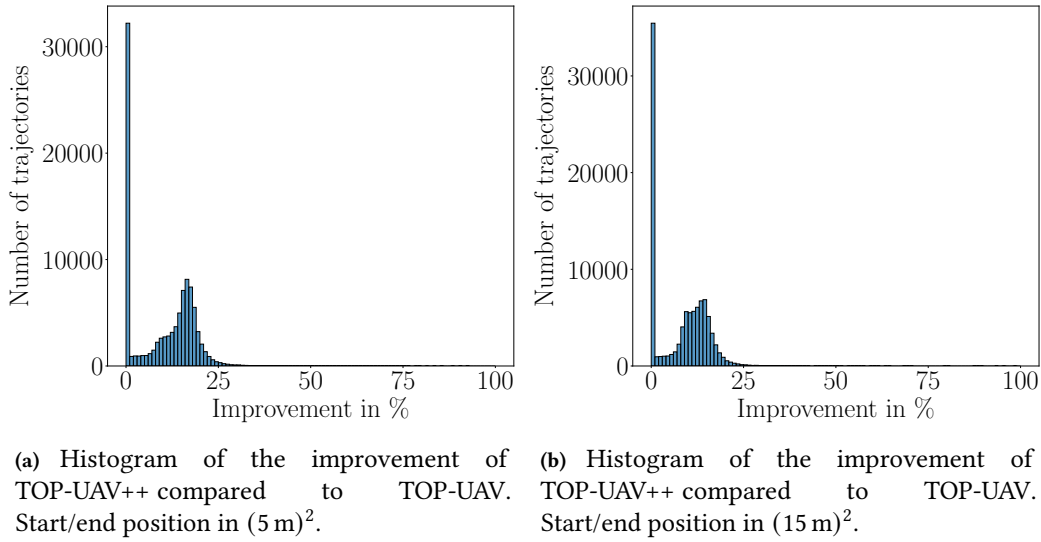 30000
20000
10000
0
Number of trajectories
0 25 50 75 100
Improvement in %
30000
20000
10000
0
Number of trajectories
0 25 50 75 100
Improvement in %
(a) Histogram of the improvement of
TOP-UAV++ compared to TOP-UAV.
Start/end position in (5 m)².
(b) Histogram of the improvement of
TOP-UAV++ compared to TOP-UAV.
Start/end position in (15 m)².